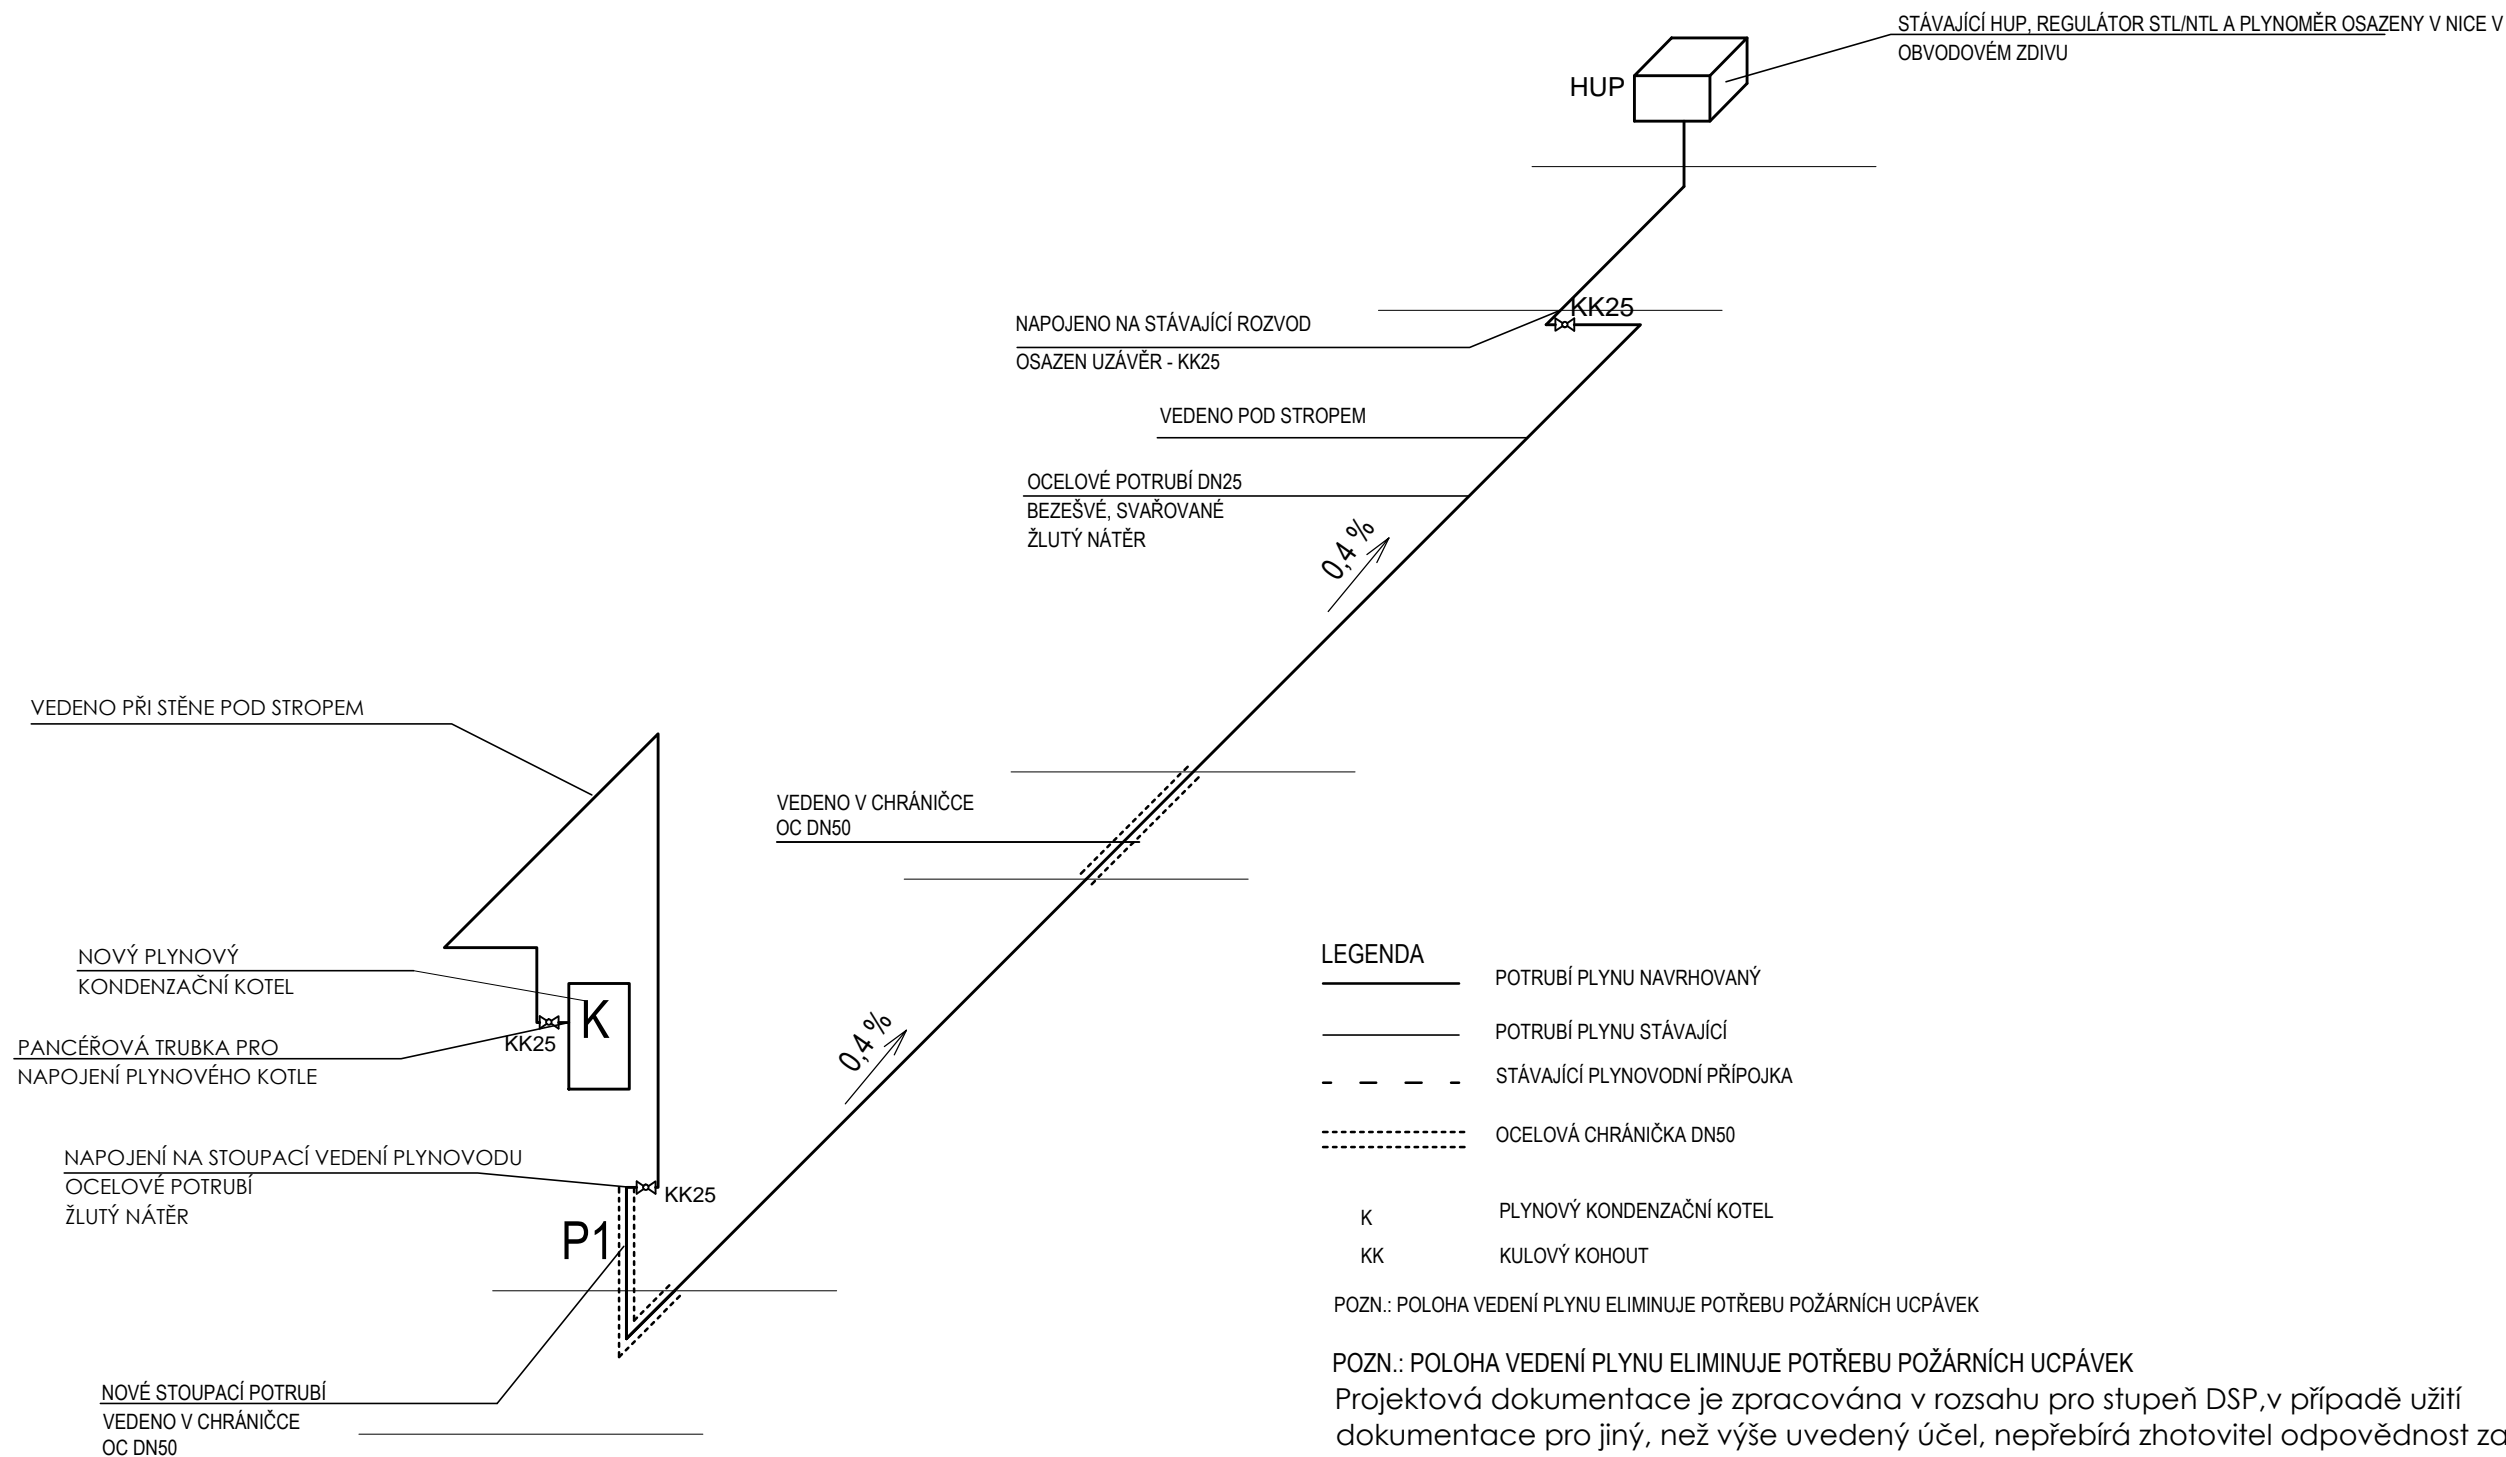 STÁVAJÍCÍ HUP, REGULÁTOR STL/NTL A PLYNOMĚR OSAZENY V NICE V
OBVODOVÉM ZDIVU
HUP
KK25
NAPOJENO NA STÁVAJÍCÍ ROZVOD
OSAZEN UZÁVĚR - KK25
VEDENO POD STROPEM
OCELOVÉ POTRUBÍ DN25
BEZEŠVÉ, SVAŘOVANÉ
ŽLUTÝ NÁTĚR
0,4 %
VEDENO PŘI STĚNE POD STROPEM
VEDENO V CHRÁNIČCE
OC DN50
NOVÝ PLYNOVÝ
KONDENZAČNÍ KOTEL
K
KK25
PANCÉŘOVÁ TRUBKA PRO
NAPOJENÍ PLYNOVÉHO KOTLE
0,4 %
NAPOJENÍ NA STOUPACÍ VEDENÍ PLYNOVODU
OCELOVÉ POTRUBÍ
ŽLUTÝ NÁTĚR
KK25
P1
NOVÉ STOUPACÍ POTRUBÍ
VEDENO V CHRÁNIČCE
OC DN50
LEGENDA
POTRUBÍ PLYNU NAVRHOVANÝ
POTRUBÍ PLYNU STÁVAJÍCÍ
STÁVAJÍCÍ PLYNOVODNÍ PŘÍPOJKA
OCELOVÁ CHRÁNIČKA DN50
K PLYNOVÝ KONDENZAČNÍ KOTEL
KK KULOVÝ KOHOUT
POZN.: POLOHA VEDENÍ PLYNU ELIMINUJE POTŘEBU POŽÁRNÍCH UCPÁVEK
POZN.: POLOHA VEDENÍ PLYNU ELIMINUJE POTŘEBU POŽÁRNÍCH UCPÁVEK
Projektová dokumentace je zpracována v rozsahu pro stupeň DSP,v případě užití
dokumentace pro jiný, než výše uvedený účel, nepřebírá zhotovitel odpovědnost za